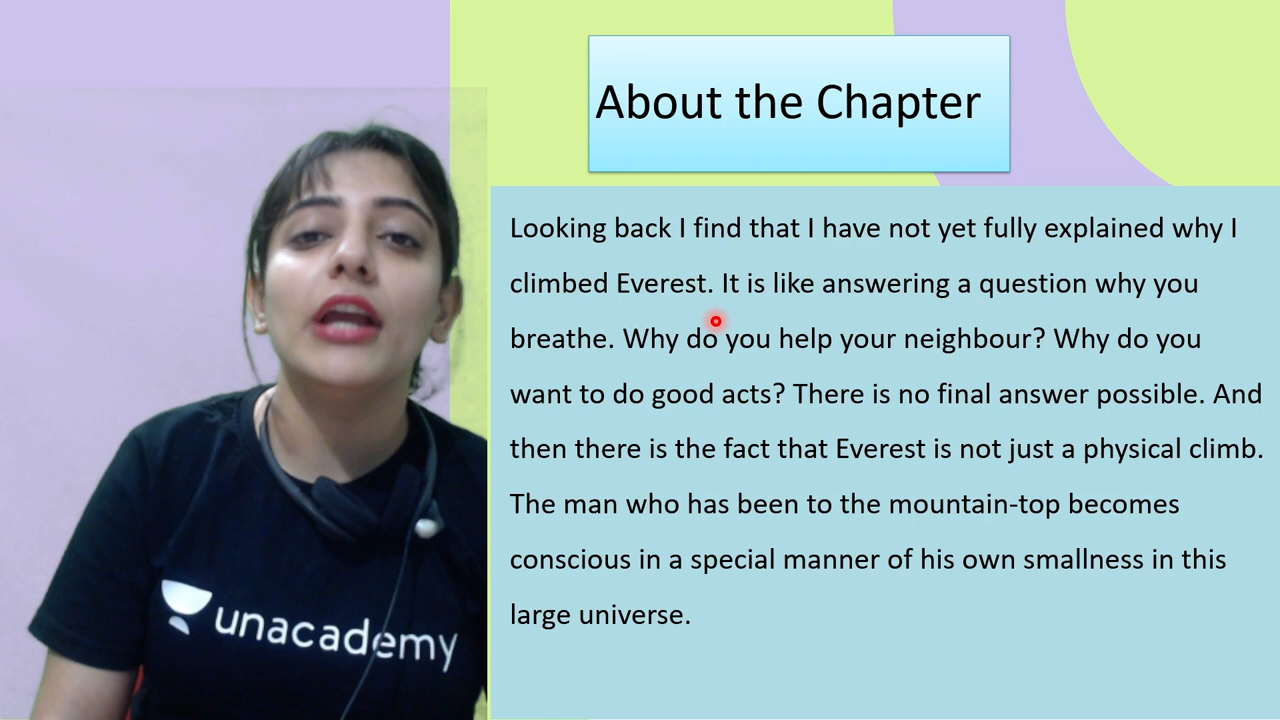 About the Chapter
Looking back I find that I have not yet fully explained why I
climbed Everest. It is like answering a question why you
breathe. Why do you help your neighbour? Why do you
want to do good acts? There is no final answer possible. And
then there is the fact that Everest is not just a physical climb.
The man who has been to the mountain-top becomes
conscious in a special manner of his own smallness in this
large universe.
unacademy